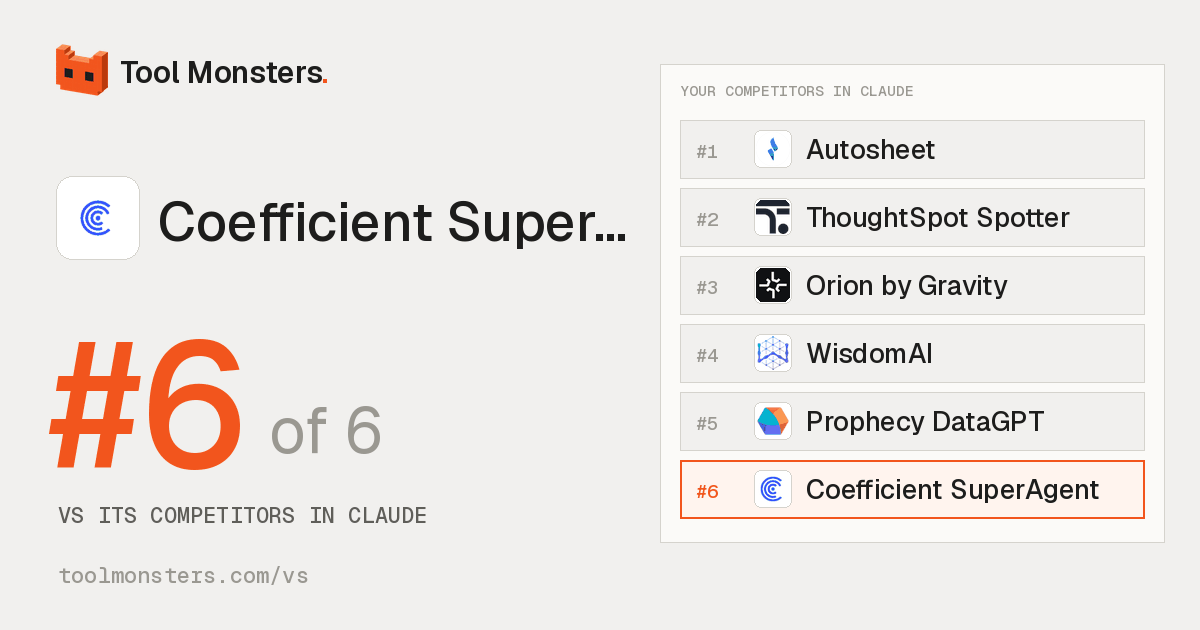 Tool Monsters.
Coefficient Super...
#6 of 6
VS ITS COMPETITORS IN CLAUDE
toolmonsters.com/vs
YOUR COMPETITORS IN CLAUDE
#1 Autosheet
#2 ThoughtSpot Spotter
#3 Orion by Gravity
#4 WisdomAI
#5 Prophecy DataGPT
#6 Coefficient SuperAgent